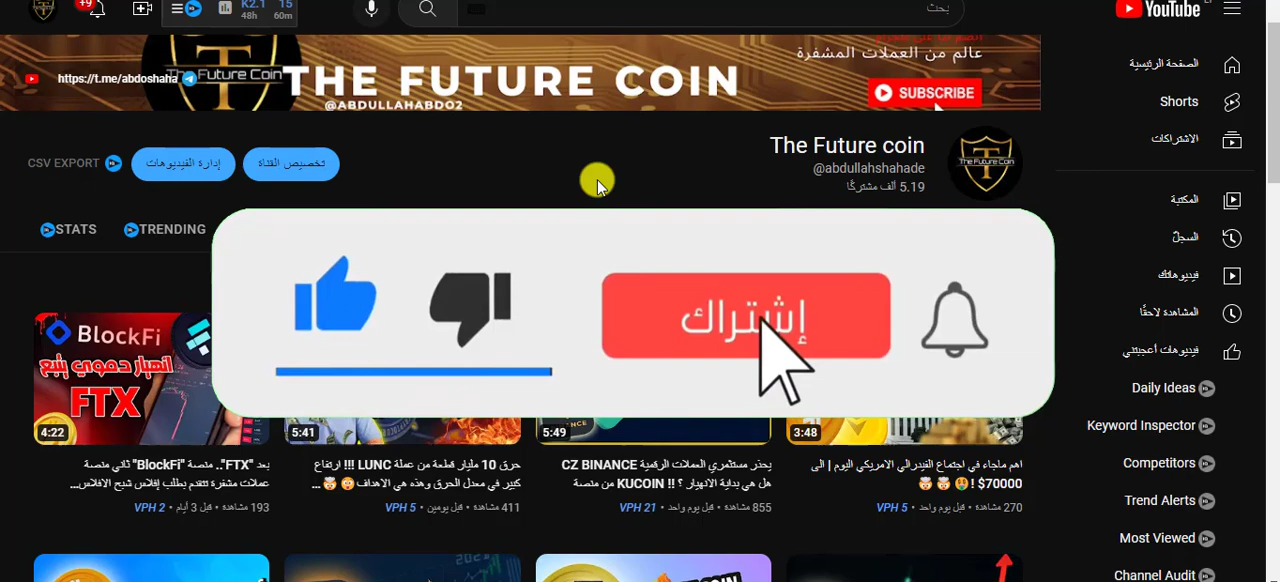 +9
K2.1 15
48h 60m
بحث
YouTube
عالم من العملات المشفرة
https://t.me/abdoshaha
The Future Coin
THE FUTURE COIN
@ABDULLAHABDO2
SUBSCRIBE
The Future coin
@abdullahshahade
5.19 ألف مشتركًا
The Future Coin
تخصيص القناة
إدارة الفيديوهات
CSV EXPORT
STATS
TRENDING
إشتراك
الصفحة الرئيسية
Shorts
الاشتراكات
المكتبة
السجلّ
فيديوهاتك
المشاهدة لاحقًا
فيديوهات أعجبتني
Daily Ideas
Keyword Inspector
Competitors
Trend Alerts
Most Viewed
Channel Audit
BlockFi
إنهيار دموي يتبع
FTX
4:22
5:41
5:49
3:48
اهم ماجاء في اجتماع الفيدرالي الامريكي اليوم | الى
$70000 !
270 مشاهدة • قبل يوم واحد • VPH 5
يحذر مستثمري العملات الرقمية CZ BINANCE
من منصة KUCOIN !! هل هي بداية الانهيار ؟
855 مشاهدة • قبل يوم واحد • VPH 21
حرق 10 مليار قطعة من عملة LUNC !!! ارتفاع
كبير في معدل الحرق وهذه هي الاهداف ...
411 مشاهدة • قبل يومين • VPH 5
بعد "FTX".. منصة "BlockFi" ثاني منصة
عملات مشفرة تتقدم بطلب إفلاس شبح الافلاس...
193 مشاهدة • قبل 3 أيام • VPH 2